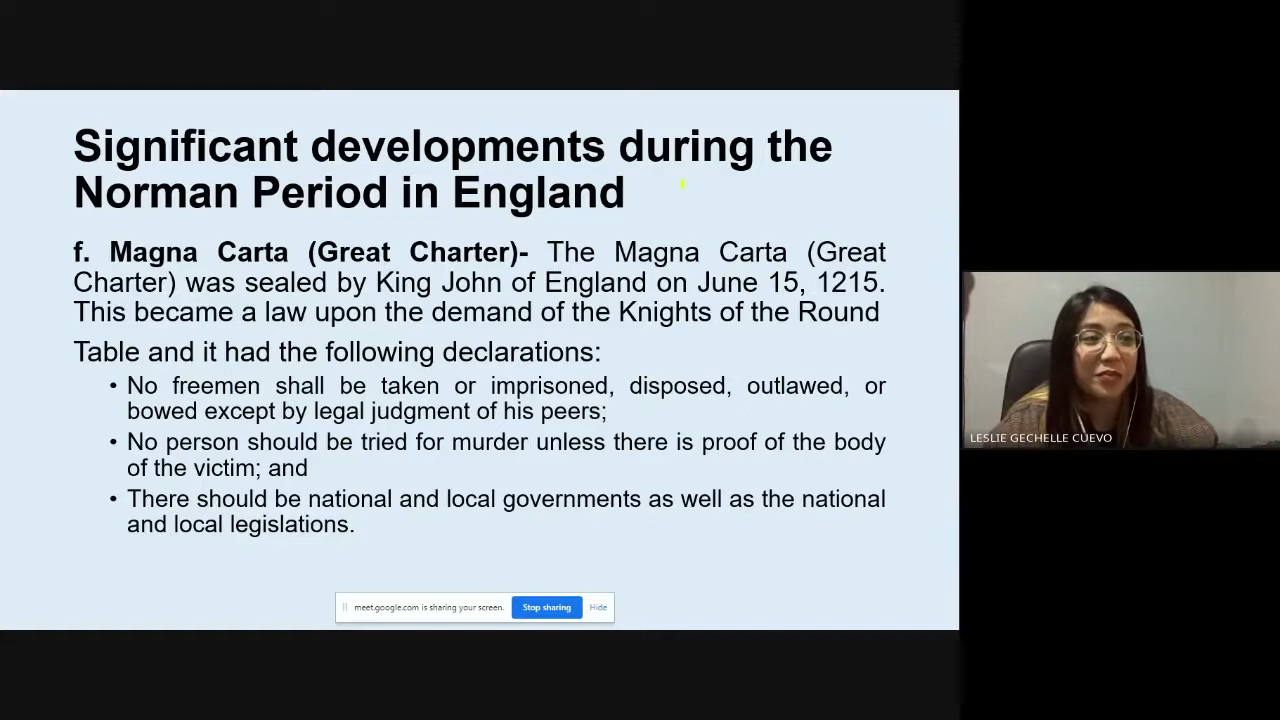 Significant developments during the
Norman Period in England
f. Magna Carta (Great Charter)- The Magna Carta (Great
Charter) was sealed by King John of England on June 15, 1215.
This became a law upon the demand of the Knights of the Round
Table and it had the following declarations:
• No freemen shall be taken or imprisoned, disposed, outlawed, or
bowed except by legal judgment of his peers;
• No person should be tried for murder unless there is proof of the body
of the victim; and
• There should be national and local governments as well as the national
and local legislations.
meet.google.com is sharing your screen. Stop sharing Hide
LESLIE GECHELLE CUEVO